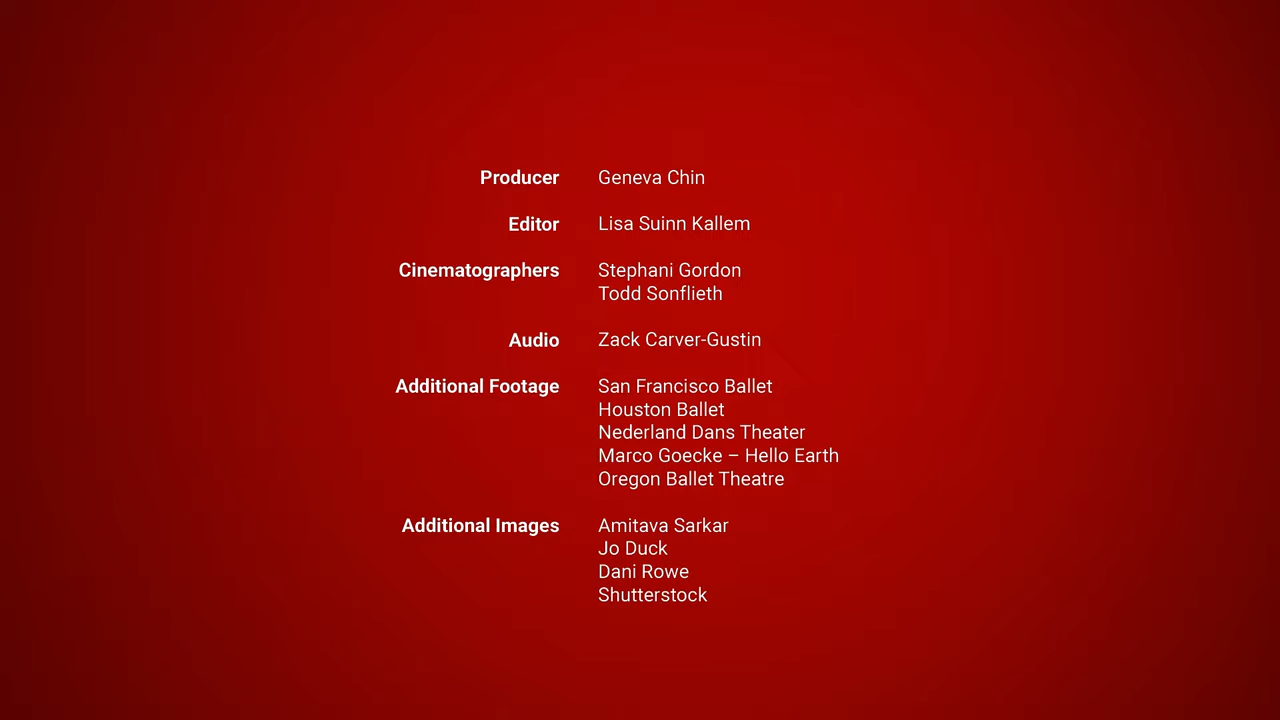 Producer Geneva Chin
Editor Lisa Suinn Kallem
Cinematographers Stephani Gordon
Todd Sonflieth
Audio Zack Carver-Gustin
Additional Footage San Francisco Ballet
Houston Ballet
Nederland Dans Theater
Marco Goecke – Hello Earth
Oregon Ballet Theatre
Additional Images Amitava Sarkar
Jo Duck
Dani Rowe
Shutterstock